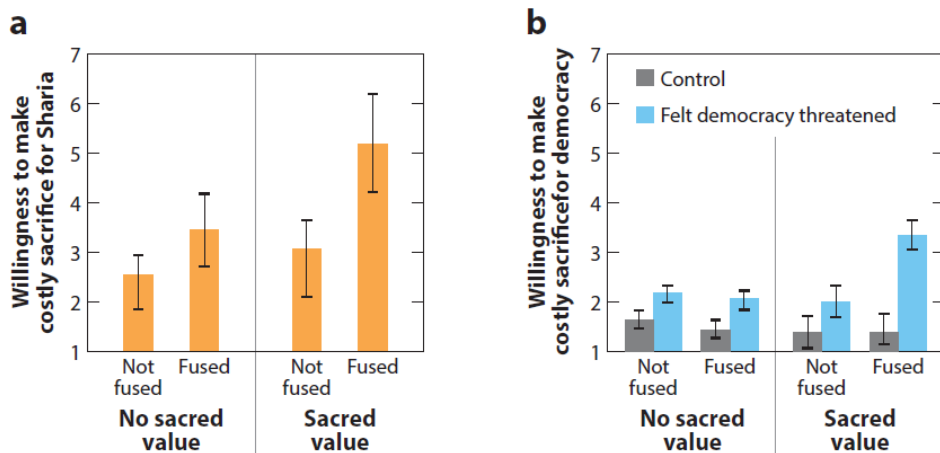 a
Willingness to make
costly sacrifice for Sharia
7
6
5
4
3
2
1
Not
fused
Fused
Not
fused
Fused
No sacred
value
Sacred
value
b
Willingness to make
costly sacrificefor democracy
7
6
5
4
3
2
1
Control
Felt democracy threatened
Not
fused
Fused
Not
fused
Fused
No sacred
value
Sacred
value